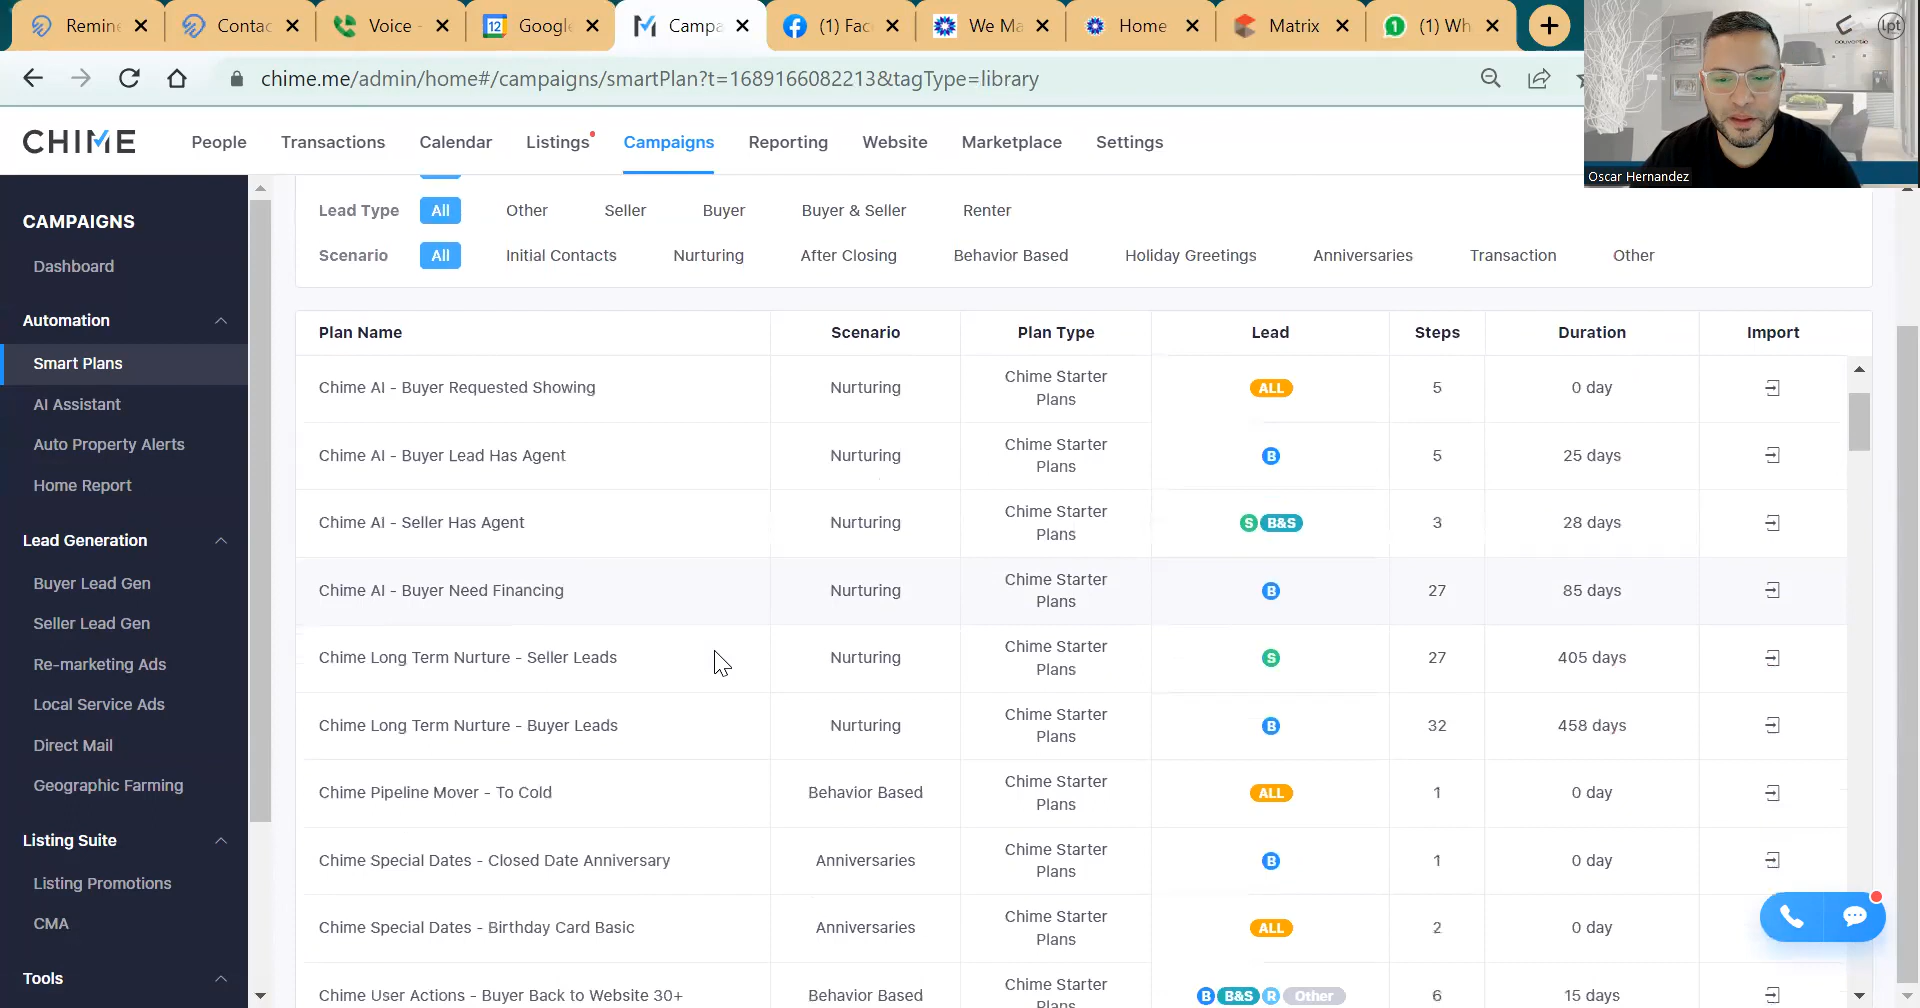 Remin
Contac
Voice -
12
Google
Campa
(1) Fac
We Ma
Home
Matrix
1
(1) Wh
chime.me/admin/home#/campaigns/smartPlan?t=1689166082213&tagType=library
lpt
Oscar Hernandez
CHIME
People
Transactions
Calendar
Listings
Campaigns
Reporting
Website
Marketplace
Settings
CAMPAIGNS
Dashboard
Automation
Smart Plans
AI Assistant
Auto Property Alerts
Home Report
Lead Generation
Buyer Lead Gen
Seller Lead Gen
Re-marketing Ads
Local Service Ads
Direct Mail
Geographic Farming
Listing Suite
Listing Promotions
CMA
Tools
Lead Type All Other Seller Buyer Buyer & Seller Renter
Scenario All Initial Contacts Nurturing After Closing Behavior Based Holiday Greetings Anniversaries Transaction Other
Plan Name Scenario Plan Type Lead Steps Duration Import
Chime AI - Buyer Requested Showing Nurturing Chime Starter Plans ALL 5 0 day
Chime AI - Buyer Lead Has Agent Nurturing Chime Starter Plans B 5 25 days
Chime AI - Seller Has Agent Nurturing Chime Starter Plans S B&S 3 28 days
Chime AI - Buyer Need Financing Nurturing Chime Starter Plans B 27 85 days
Chime Long Term Nurture - Seller Leads Nurturing Chime Starter Plans S 27 405 days
Chime Long Term Nurture - Buyer Leads Nurturing Chime Starter Plans B 32 458 days
Chime Pipeline Mover - To Cold Behavior Based Chime Starter Plans ALL 1 0 day
Chime Special Dates - Closed Date Anniversary Anniversaries Chime Starter Plans B 1 0 day
Chime Special Dates - Birthday Card Basic Anniversaries Chime Starter Plans ALL 2 0 day
Chime User Actions - Buyer Back to Website 30+ Behavior Based Chime Starter Plans B B&S R Other 6 15 days